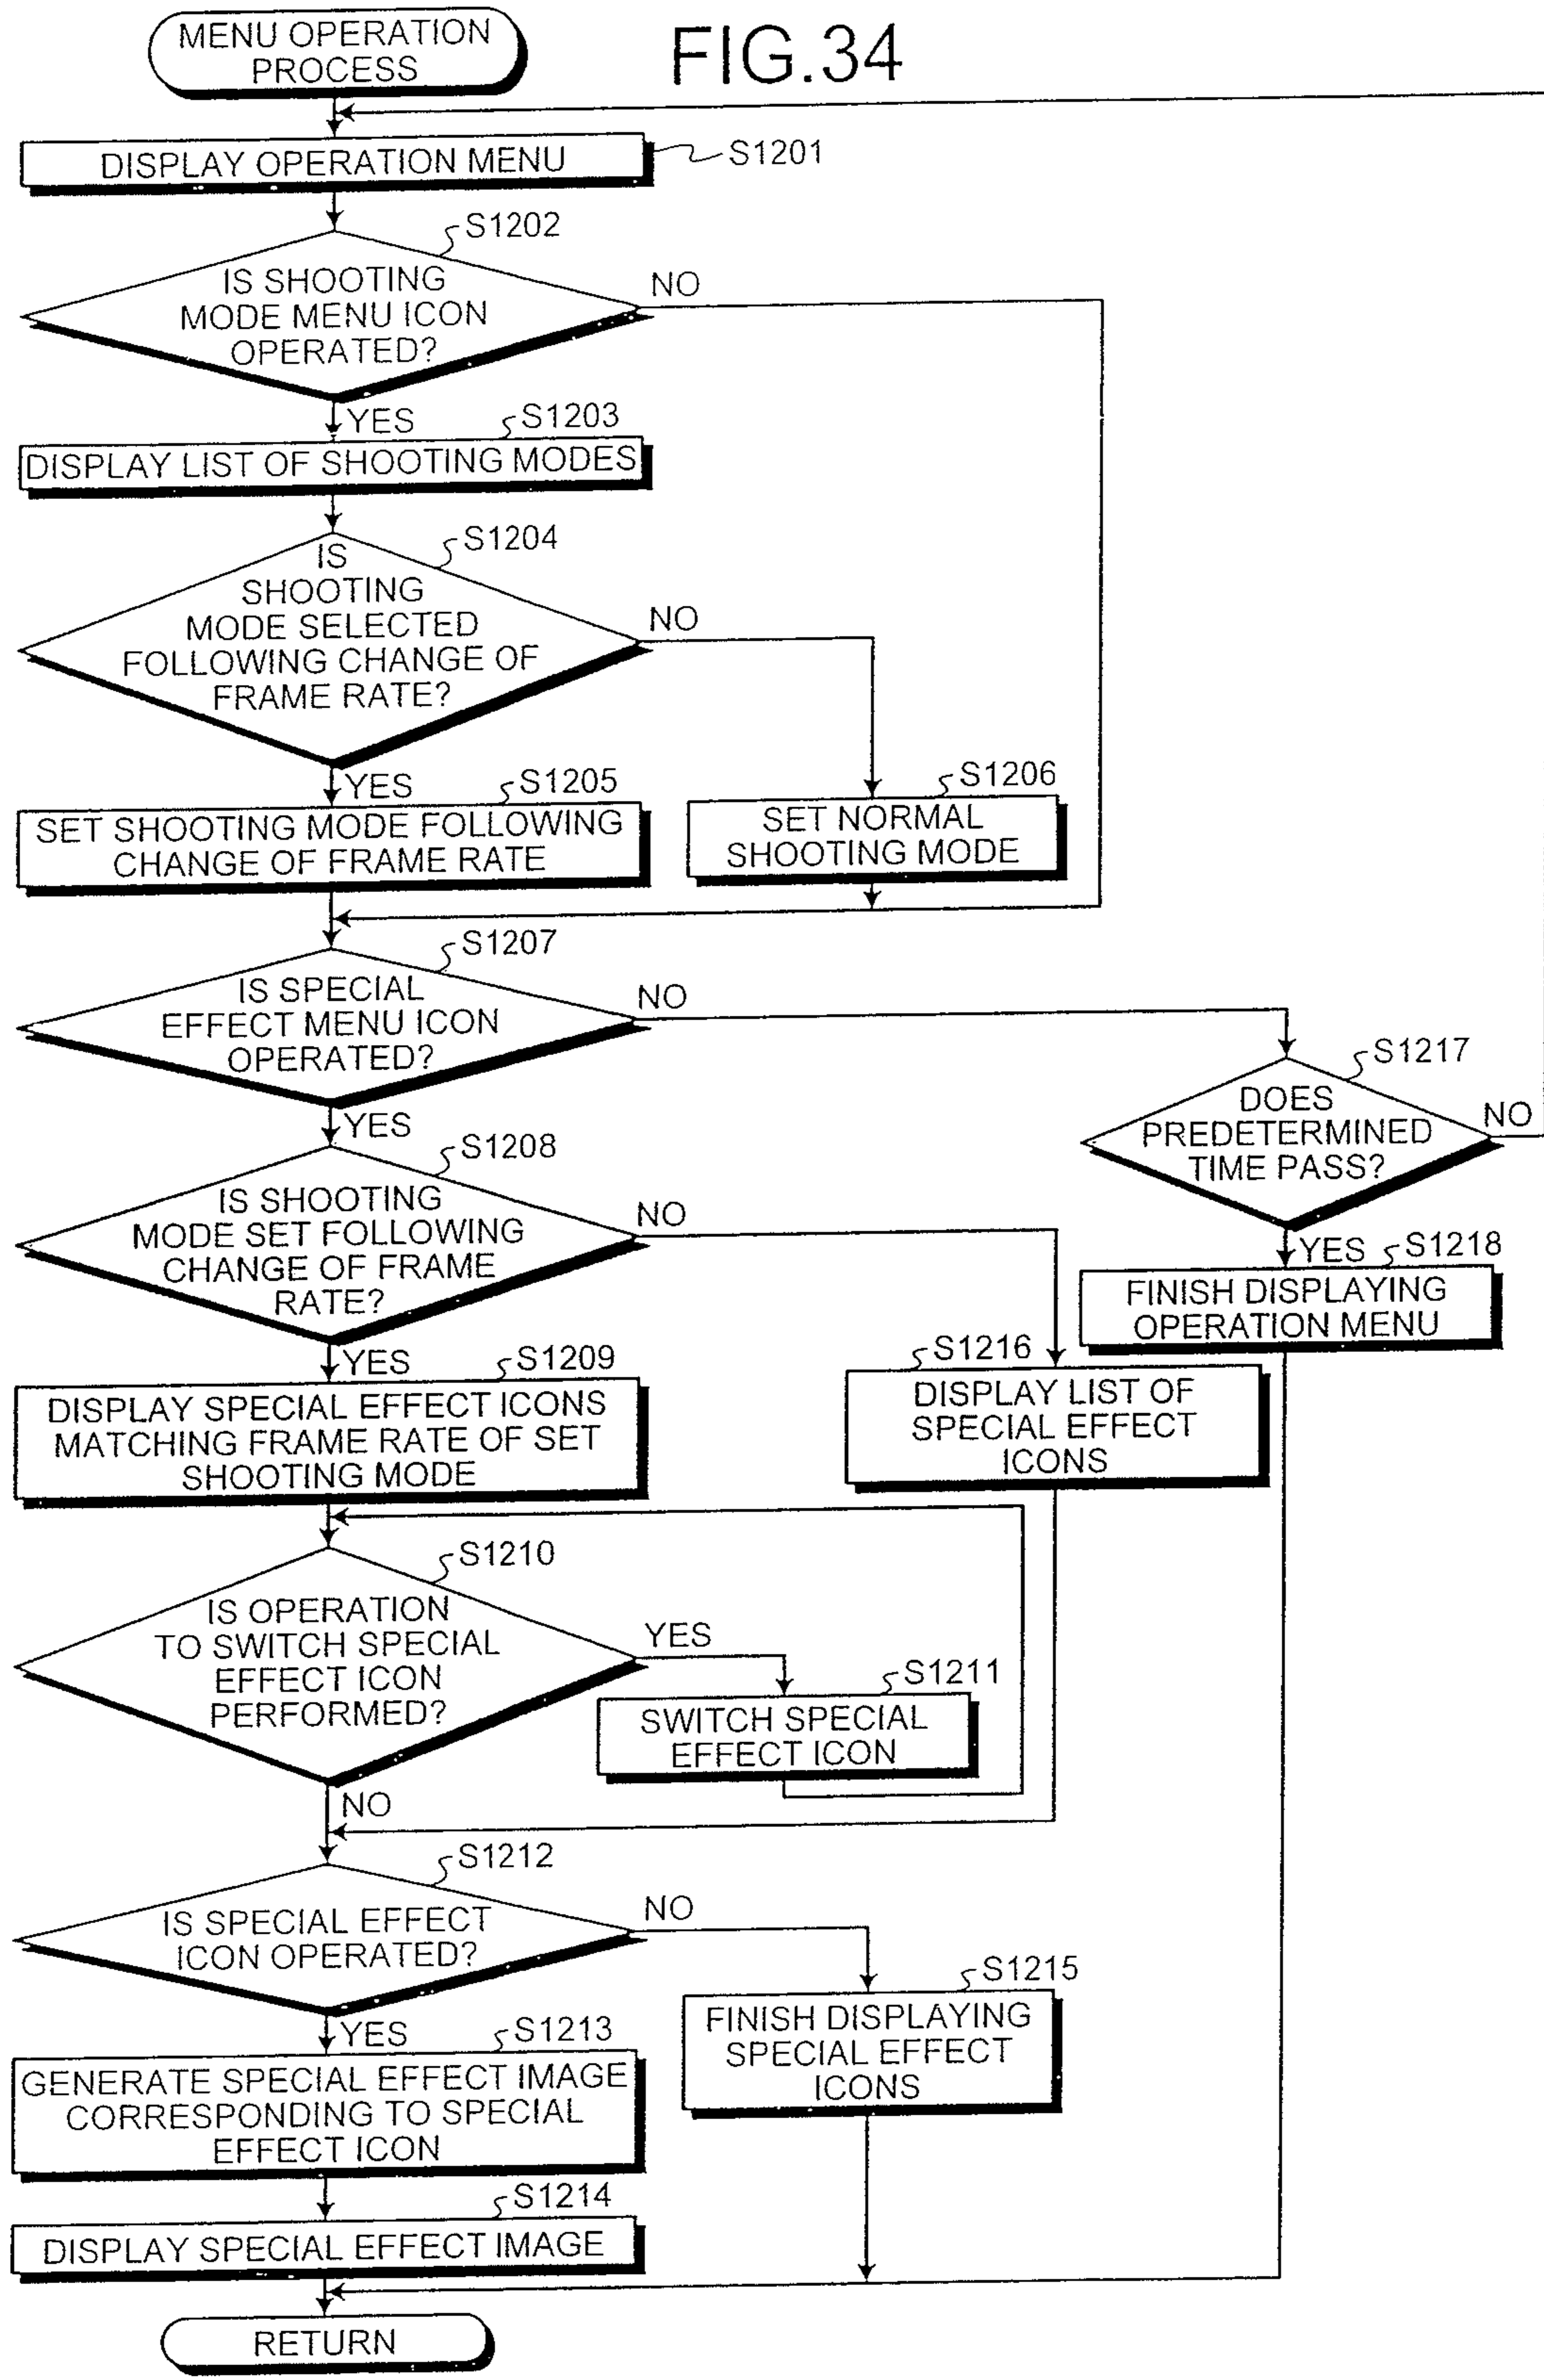 MENU OPERATION
PROCESS
FIG.34
DISPLAY OPERATION MENU
S1201
S1202
IS SHOOTING
MODE MENU ICON
OPERATED?
NO
YES
S1203
DISPLAY LIST OF SHOOTING MODES
S1204
IS
SHOOTING
MODE SELECTED
FOLLOWING CHANGE OF
FRAME RATE?
NO
YES
S1205
SET SHOOTING MODE FOLLOWING
CHANGE OF FRAME RATE
S1206
SET NORMAL
SHOOTING MODE
S1207
IS SPECIAL
EFFECT MENU ICON
OPERATED?
NO
YES
S1217
DOES
PREDETERMINED
TIME PASS?
NO
YES
S1218
FINISH DISPLAYING
OPERATION MENU
S1208
IS SHOOTING
MODE SET FOLLOWING
CHANGE OF FRAME
RATE?
NO
YES
S1209
DISPLAY SPECIAL EFFECT ICONS
MATCHING FRAME RATE OF SET
SHOOTING MODE
S1216
DISPLAY LIST OF
SPECIAL EFFECT
ICONS
S1210
IS OPERATION
TO SWITCH SPECIAL
EFFECT ICON
PERFORMED?
YES
S1211
SWITCH SPECIAL
EFFECT ICON
NO
S1212
IS SPECIAL EFFECT
ICON OPERATED?
NO
YES
S1213
GENERATE SPECIAL EFFECT IMAGE
CORRESPONDING TO SPECIAL
EFFECT ICON
S1215
FINISH DISPLAYING
SPECIAL EFFECT
ICONS
S1214
DISPLAY SPECIAL EFFECT IMAGE
RETURN